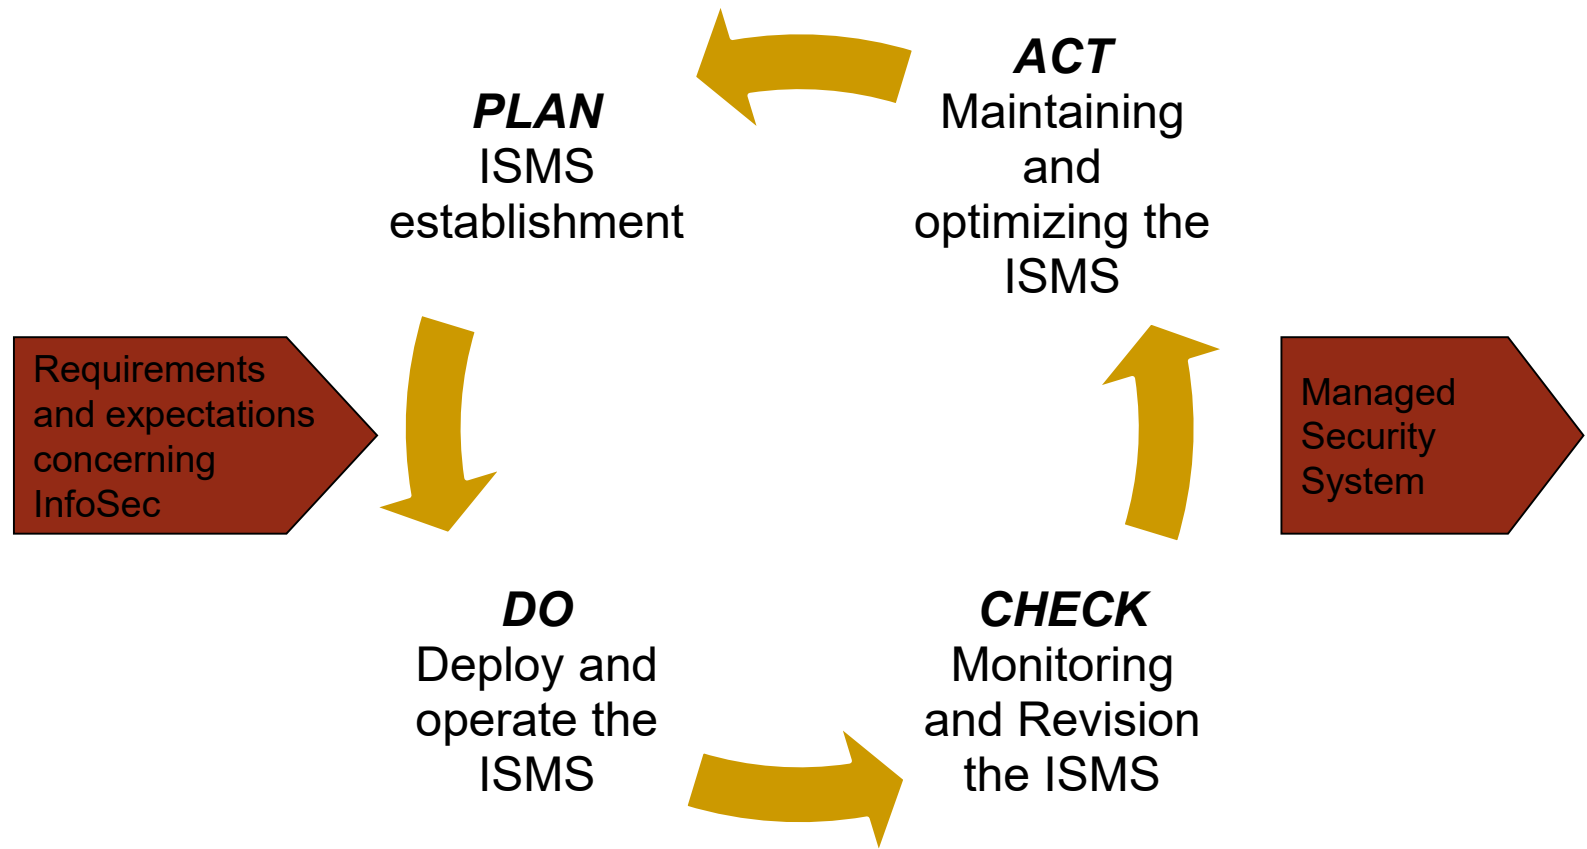 PLAN
ISMS
establishment
ACT
Maintaining
and
optimizing the
ISMS
Requirements
and expectations
concerning
InfoSec
Managed
Security
System
DO
Deploy and
operate the
ISMS
CHECK
Monitoring
and Revision
the ISMS